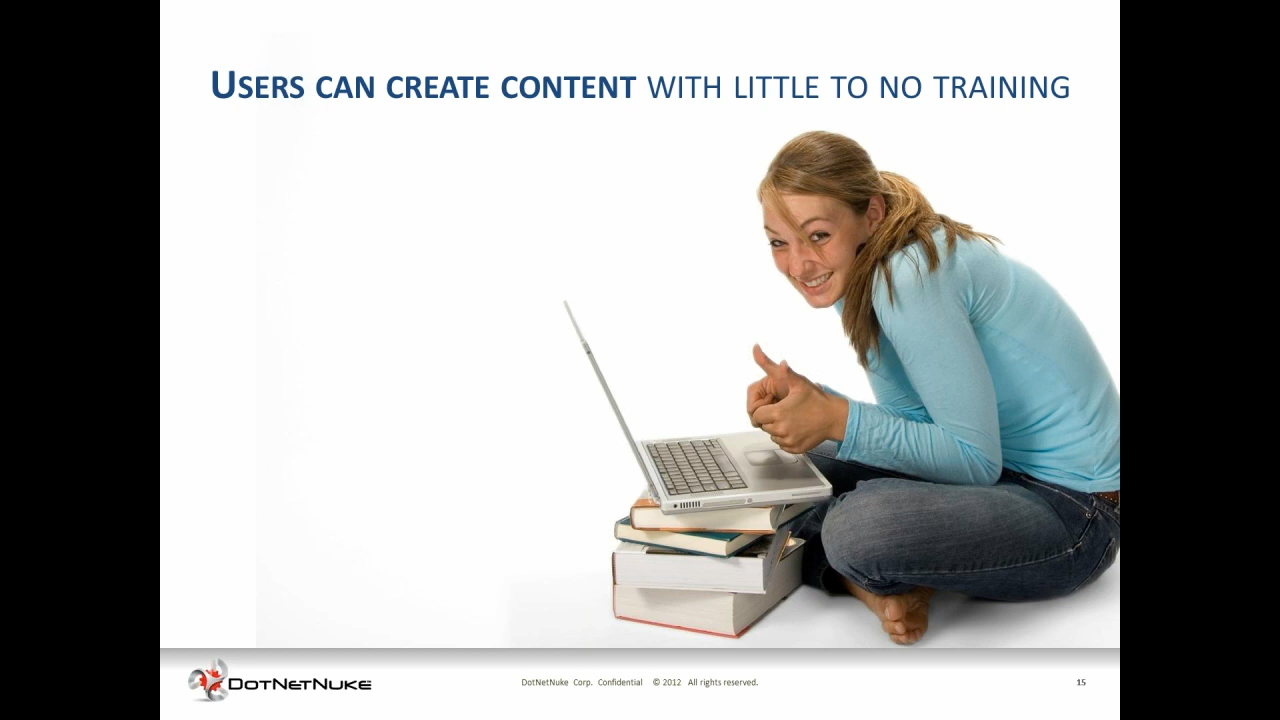 USERS CAN CREATE CONTENT WITH LITTLE TO NO TRAINING
DOTNETNUKE
DotNetNuke Corp. Confidential © 2012 All rights reserved.
15